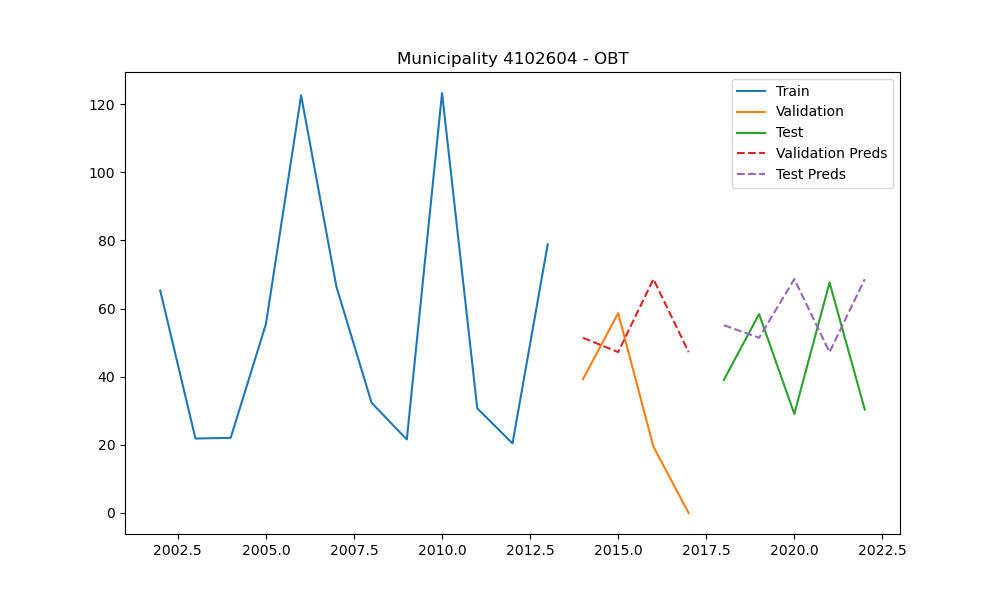 Municipality 4102604 - OBT
Train
Validation
Test
Validation Preds
Test Preds
120
100
80
60
40
20
0
2002.5 2005.0 2007.5 2010.0 2012.5 2015.0 2017.5 2020.0 2022.5